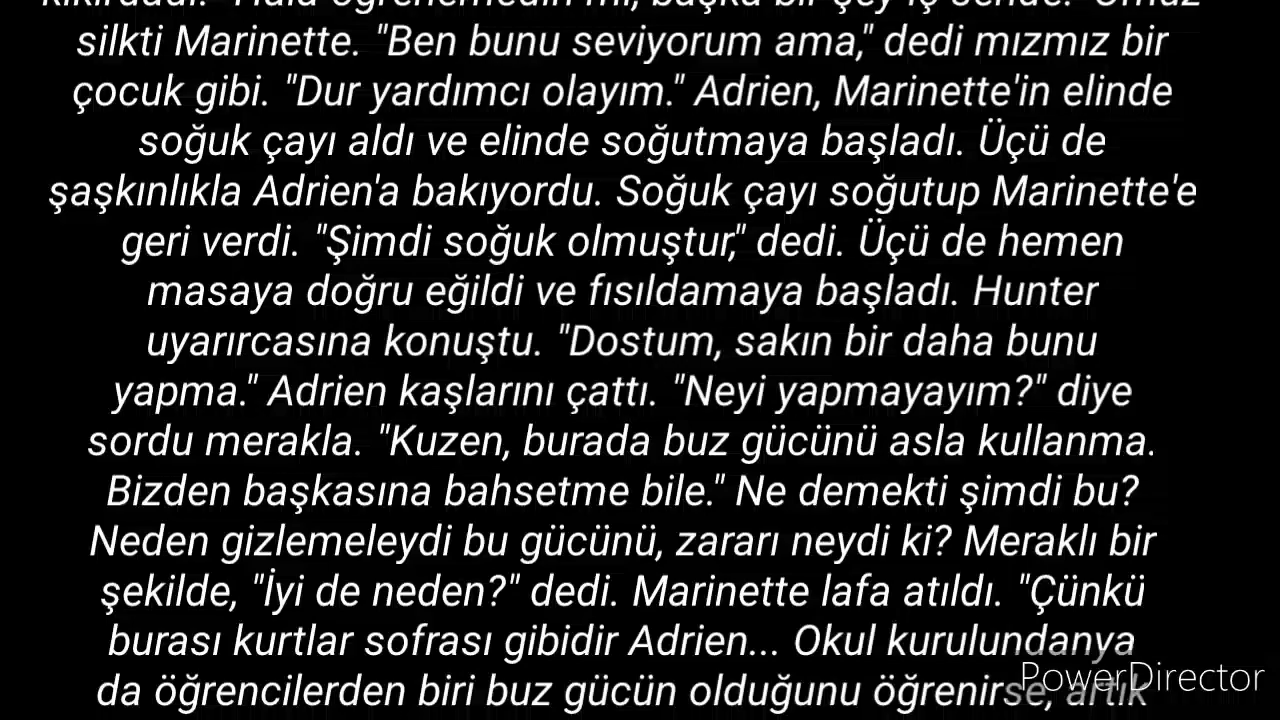 silkti Marinette. "Ben bunu seviyorum ama," dedi mızmız bir
çocuk gibi. "Dur yardımcı olayım." Adrien, Marinette'in elinde
soğuk çayı aldı ve elinde soğutmaya başladı. Üçü de
şaşkınlıkla Adrien'a bakıyordu. Soğuk çayı soğutup Marinette'e
geri verdi. "Şimdi soğuk olmuştur," dedi. Üçü de hemen
masaya doğru eğildi ve fısıldamaya başladı. Hunter
uyarırcasına konuştu. "Dostum, sakın bir daha bunu
yapma." Adrien kaşlarını çattı. "Neyi yapmayayım?" diye
sordu merakla. "Kuzen, burada buz gücünü asla kullanma.
Bizden başkasına bahsetme bile." Ne demekti şimdi bu?
Neden gizlemeleydi bu gücünü, zararı neydi ki? Meraklı bir
şekilde, "İyi de neden?" dedi. Marinette lafa atıldı. "Çünkü
burası kurtlar sofrası gibidir Adrien... Okul kurulundanya
da öğrencilerden biri buz gücün olduğunu öğrenirse, artık
PowerDirector